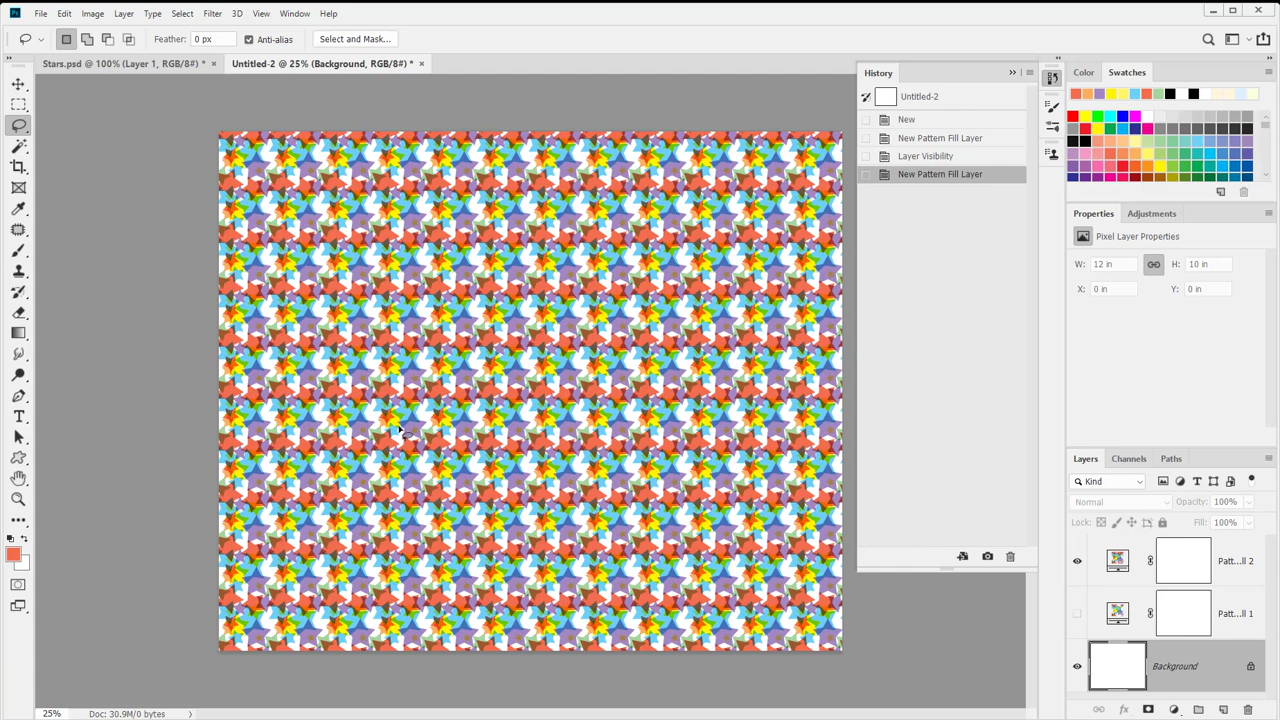 Ps File Edit Image Layer Type Select Filter 3D View Window Help
Feather: 0 px Anti-alias Select and Mask...
Stars.psd @ 100% (Layer 1, RGB/8#) * × Untitled-2 @ 25% (Background, RGB/8#) * ×
History
Untitled-2
New
New Pattern Fill Layer
Layer Visibility
New Pattern Fill Layer
Color Swatches
Properties Adjustments
Pixel Layer Properties
W: 12 in H: 10 in
X: 0 in Y: 0 in
Layers Channels Paths
Kind
Normal Opacity: 100%
Lock: Fill: 100%
Patt...ll 2
Patt...ll 1
Background
25% Doc: 30.9M/0 bytes